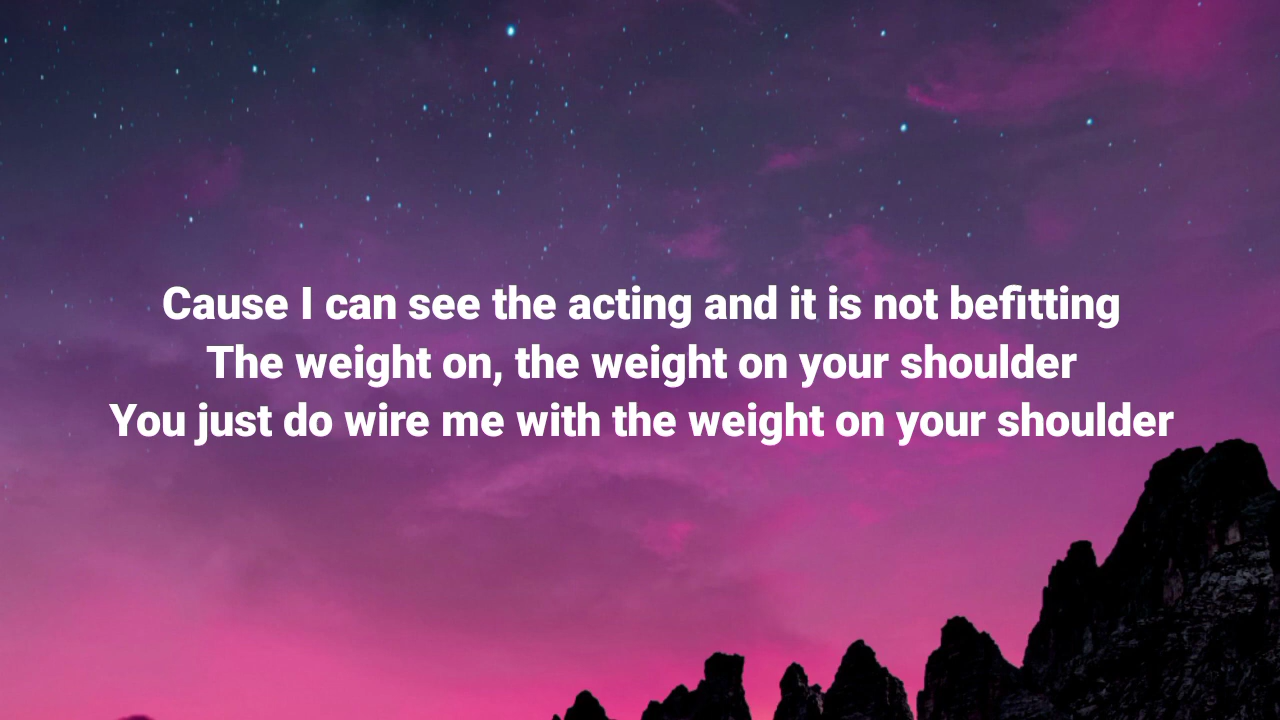 Cause I can see the acting and it is not befitting
The weight on, the weight on your shoulder
You just do wire me with the weight on your shoulder